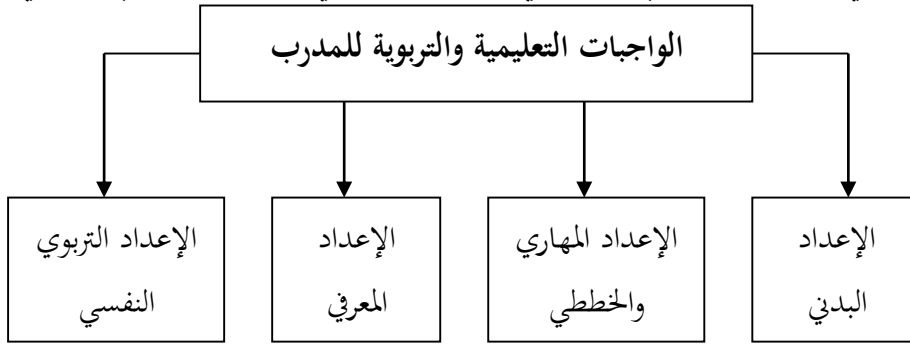 الواجبات التعليمية والتربوية للمدرب
الإعداد
البدني
الإعداد المهاري
والخططي
الإعداد
المعرفي
الإعداد التربوي
النفسي